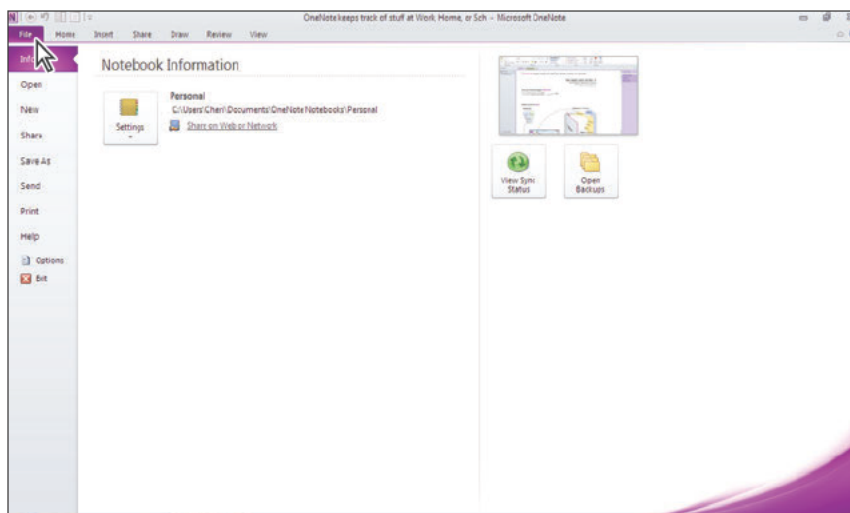 OneNote keeps track of stuff at Work, Home, or Sch - Microsoft OneNote
File Home Insert Share Draw Review View
Info
Open
New
Share
Save As
Send
Print
Help
Options
Exit
Notebook Information
Settings
Personal
C:\Users\Cheri\Documents\OneNote Notebooks\Personal
Share on Web or Network
View Sync
Status
Open
Backups